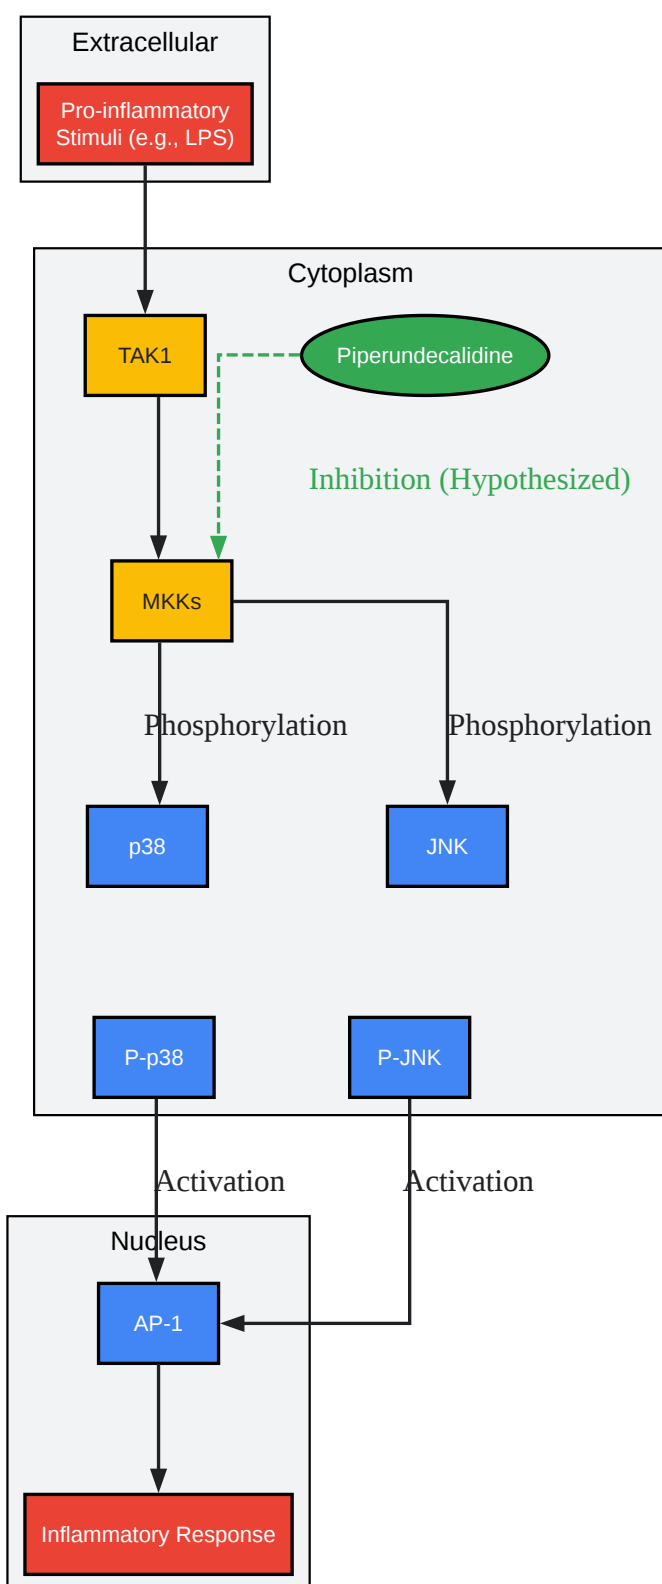 Extracellular
Pro-inflammatory
Stimuli (e.g., LPS)
Cytoplasm
TAK1
Piperundecalidine
Inhibition (Hypothesized)
MKKs
Phosphorylation
Phosphorylation
p38
JNK
P-p38
P-JNK
Activation
Activation
Nucleus
AP-1
Inflammatory Response